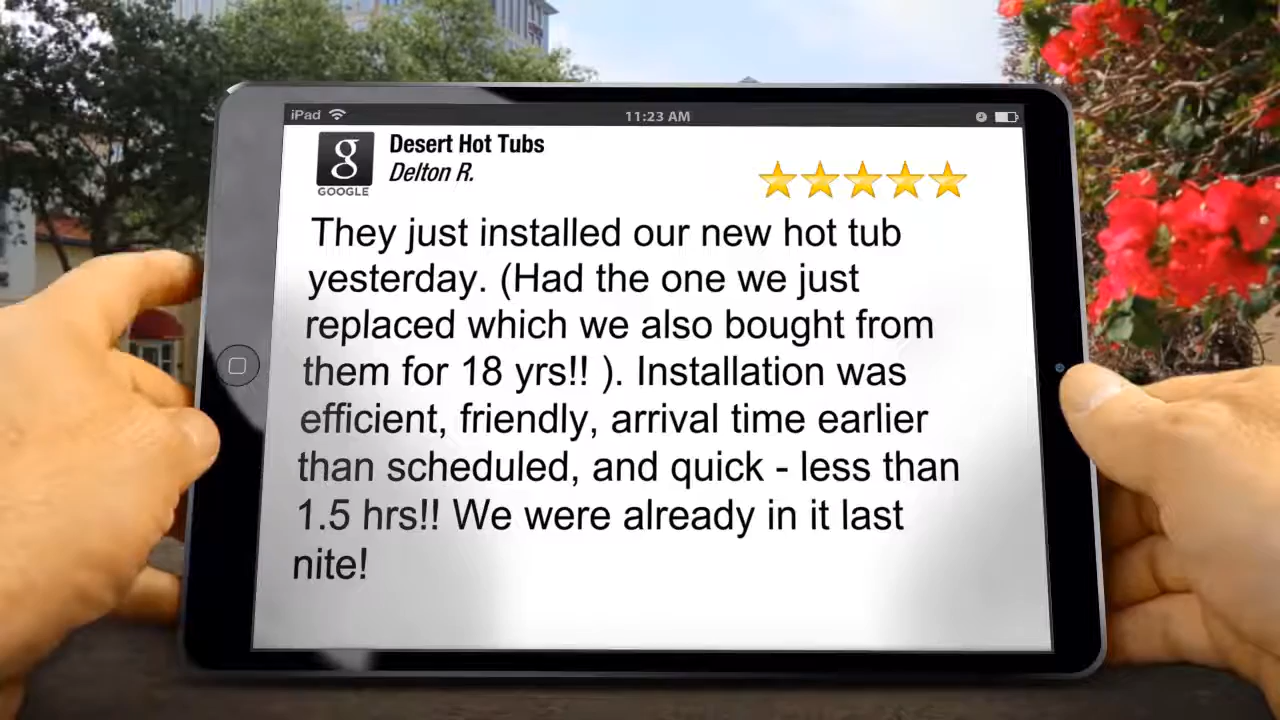 iPad 11:23 AM
g
GOOGLE
Desert Hot Tubs
Delton R.
They just installed our new hot tub
yesterday. (Had the one we just
replaced which we also bought from
them for 18 yrs!! ). Installation was
efficient, friendly, arrival time earlier
than scheduled, and quick - less than
1.5 hrs!! We were already in it last
nite!